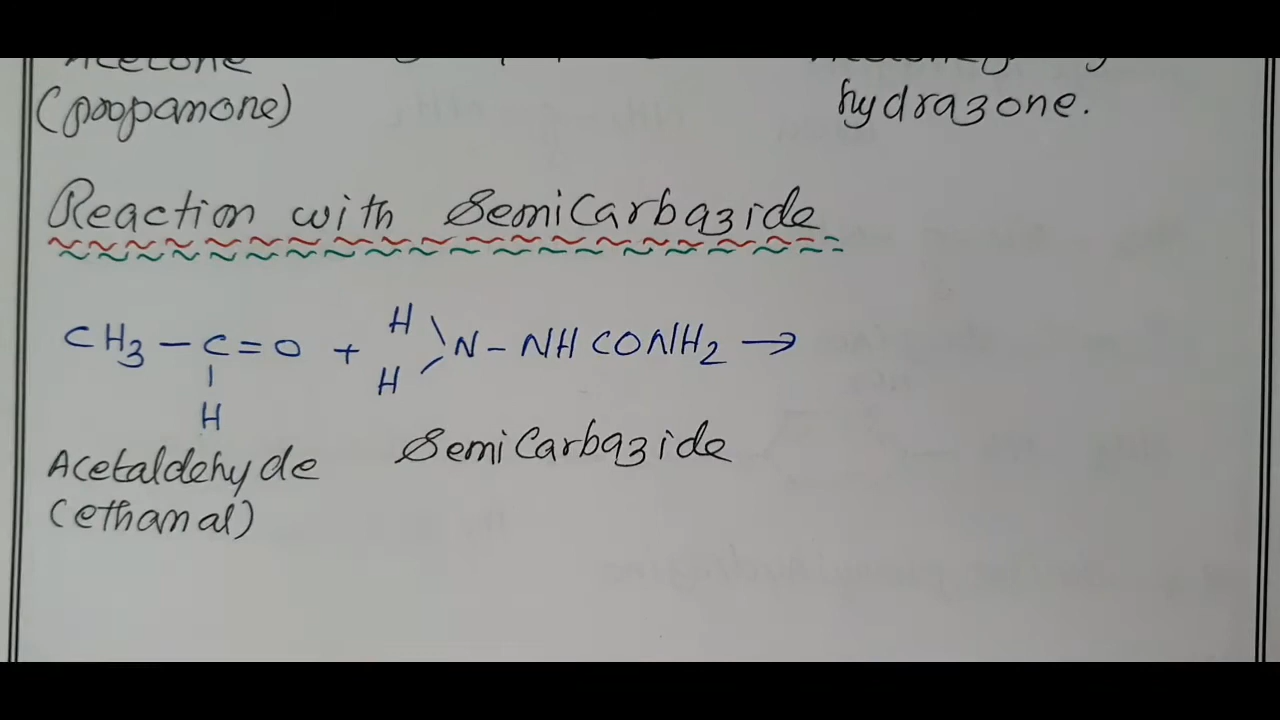 (propanone)
hydrazone.
Reaction with Semicarbazide
CH3 – C = O + H H N – NH CONH2 →
H
Semicarbazide
Acetaldehyde
(ethanal)